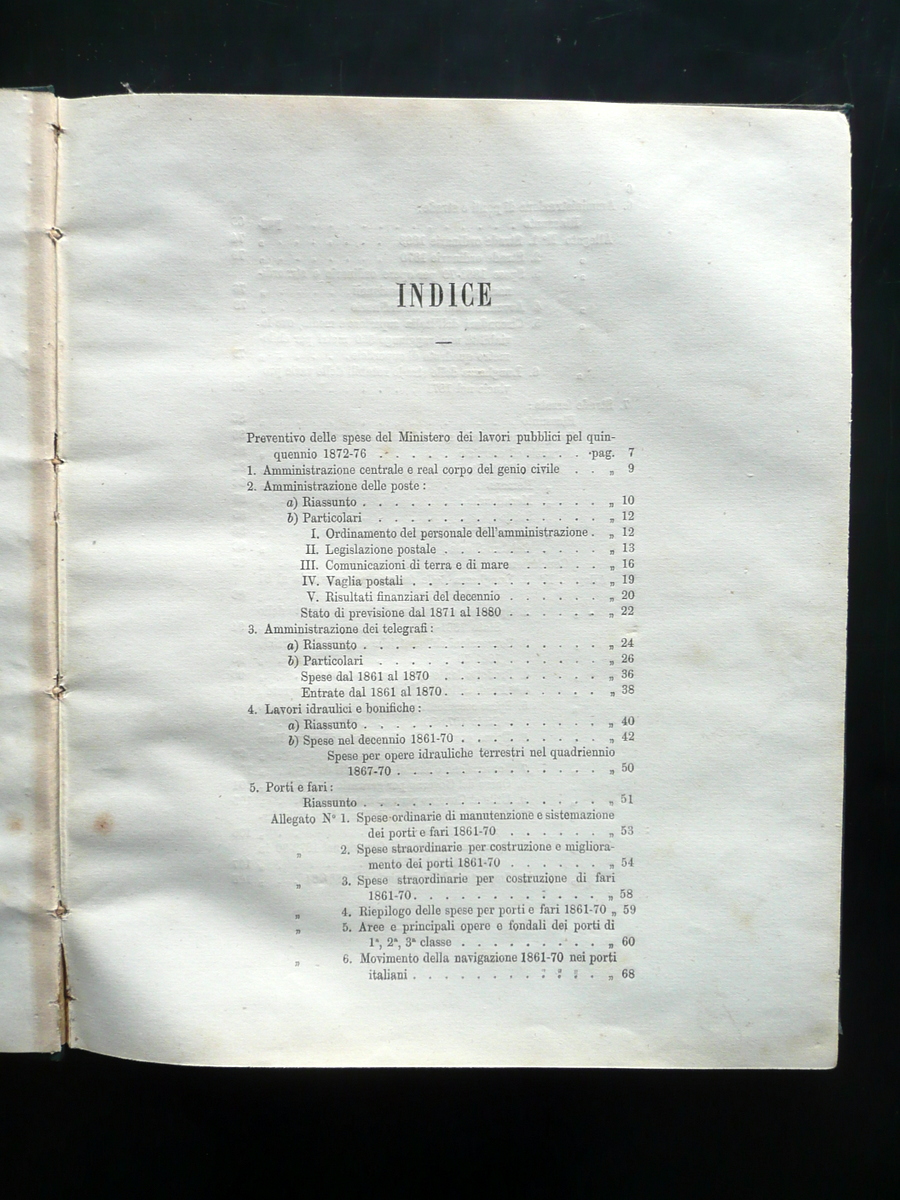 INDICE
Preventivo delle spese del Ministero dei lavori pubblici pel quin-
quennio 1872-76 . . . . . . . . . . . . . pag. 7
1. Amministrazione centrale e real corpo del genio civile . . „ 9
2. Amministrazione delle poste :
a) Riassunto . . . . . . . . . . . . . . . „ 10
b) Particolari . . . . . . . . . . . . . . . „ 12
I. Ordinamento del personale dell'amministrazione . „ 12
II. Legislazione postale . . . . . . . . . . „ 13
III. Comunicazioni di terra e di mare . . . . . „ 16
IV. Vaglia postali . . . . . . . . . . . . „ 19
V. Risultati finanziari del decennio . . . . . . „ 20
Stato di previsione dal 1871 al 1880 . . . . . . „ 22
3. Amministrazione dei telegrafi :
a) Riassunto . . . . . . . . . . . . . . . „ 24
b) Particolari . . . . . . . . . . . . . . „ 26
Spese dal 1861 al 1870 . . . . . . . . . . „ 36
Entrate dal 1861 al 1870 . . . . . . . . . . „ 38
4. Lavori idraulici e bonifiche :
a) Riassunto . . . . . . . . . . . . . . . „ 40
b) Spese nel decennio 1861-70 . . . . . . . . . „ 42
Spese per opere idrauliche terrestri nel quadriennio
1867-70 . . . . . . . . . . . . . „ 50
5. Porti e fari :
Riassunto . . . . . . . . . . . . . . . „ 51
Allegato N° 1. Spese ordinarie di manutenzione e sistemazione
dei porti e fari 1861-70 . . . . . . „ 53
„ 2. Spese straordinarie per costruzione e migliora-
mento dei porti 1861-70 . . . . . . „ 54
„ 3. Spese straordinarie per costruzione di fari
1861-70 . . . . . . . . . . . . „ 58
„ 4. Riepilogo delle spese per porti e fari 1861-70 „ 59
„ 5. Aree e principali opere e fondali dei porti di
1ª, 2ª, 3ª classe . . . . . . . . . „ 60
„ 6. Movimento della navigazione 1861-70 nei porti
italiani . . . . . . . . . . . . „ 68